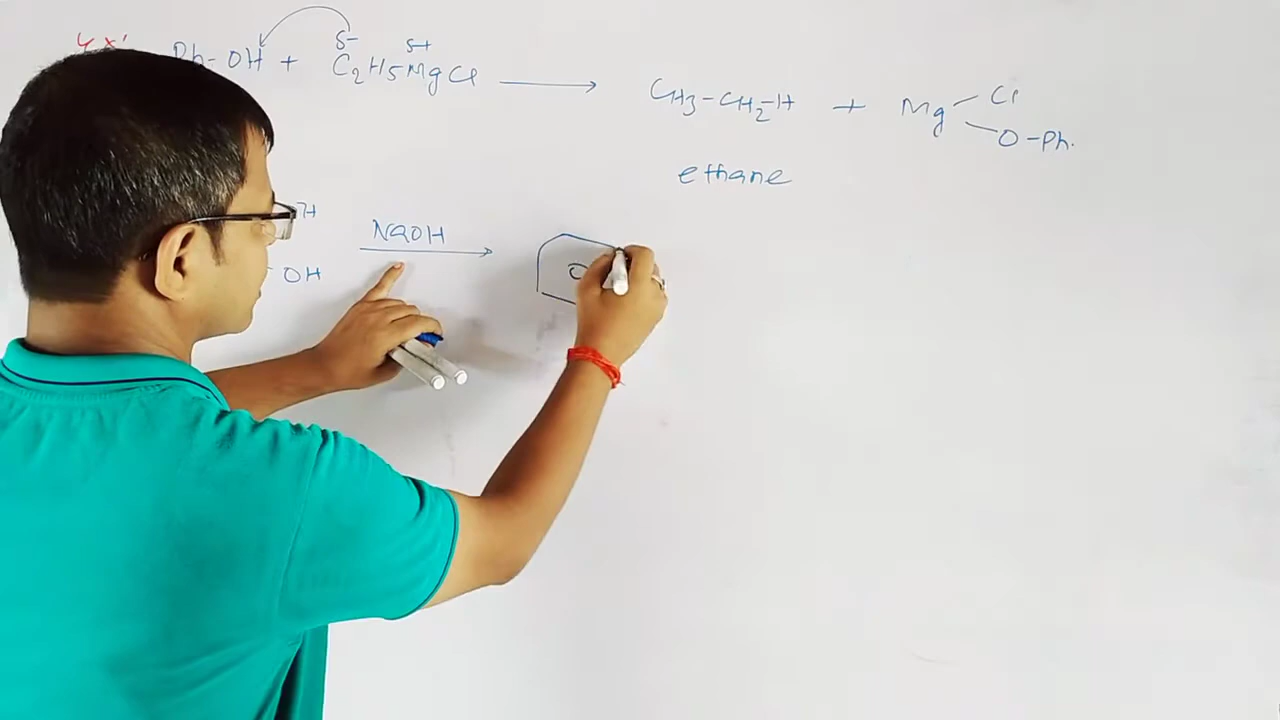 Ph-OH + C2H5MgCl ⟶ CH3-CH2-H + Mg Cl
δ- δ+
O-Ph.
ethane
H
NaOH
OH